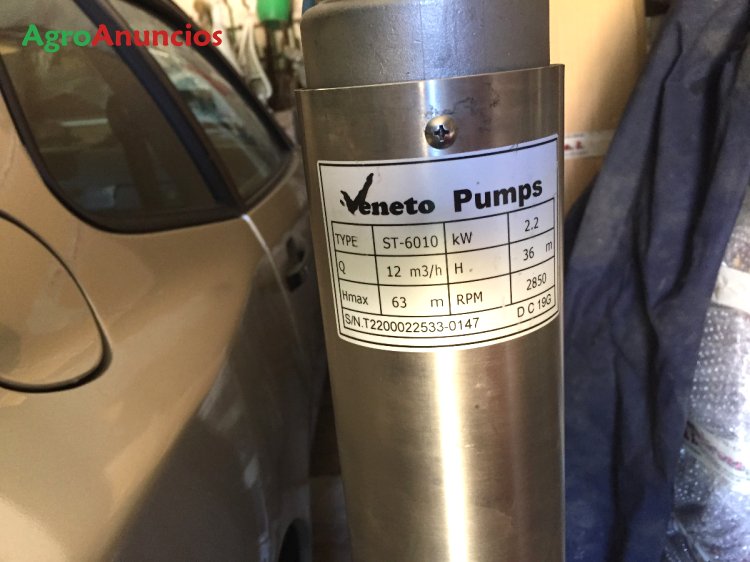 AgroAnuncios
Veneto Pumps
TYPE ST-6010 kW 2.2
Q 12 m3/h H 36 m
Hmax 63 m RPM 2850
S/N.T2200022533-0147 D C 19G